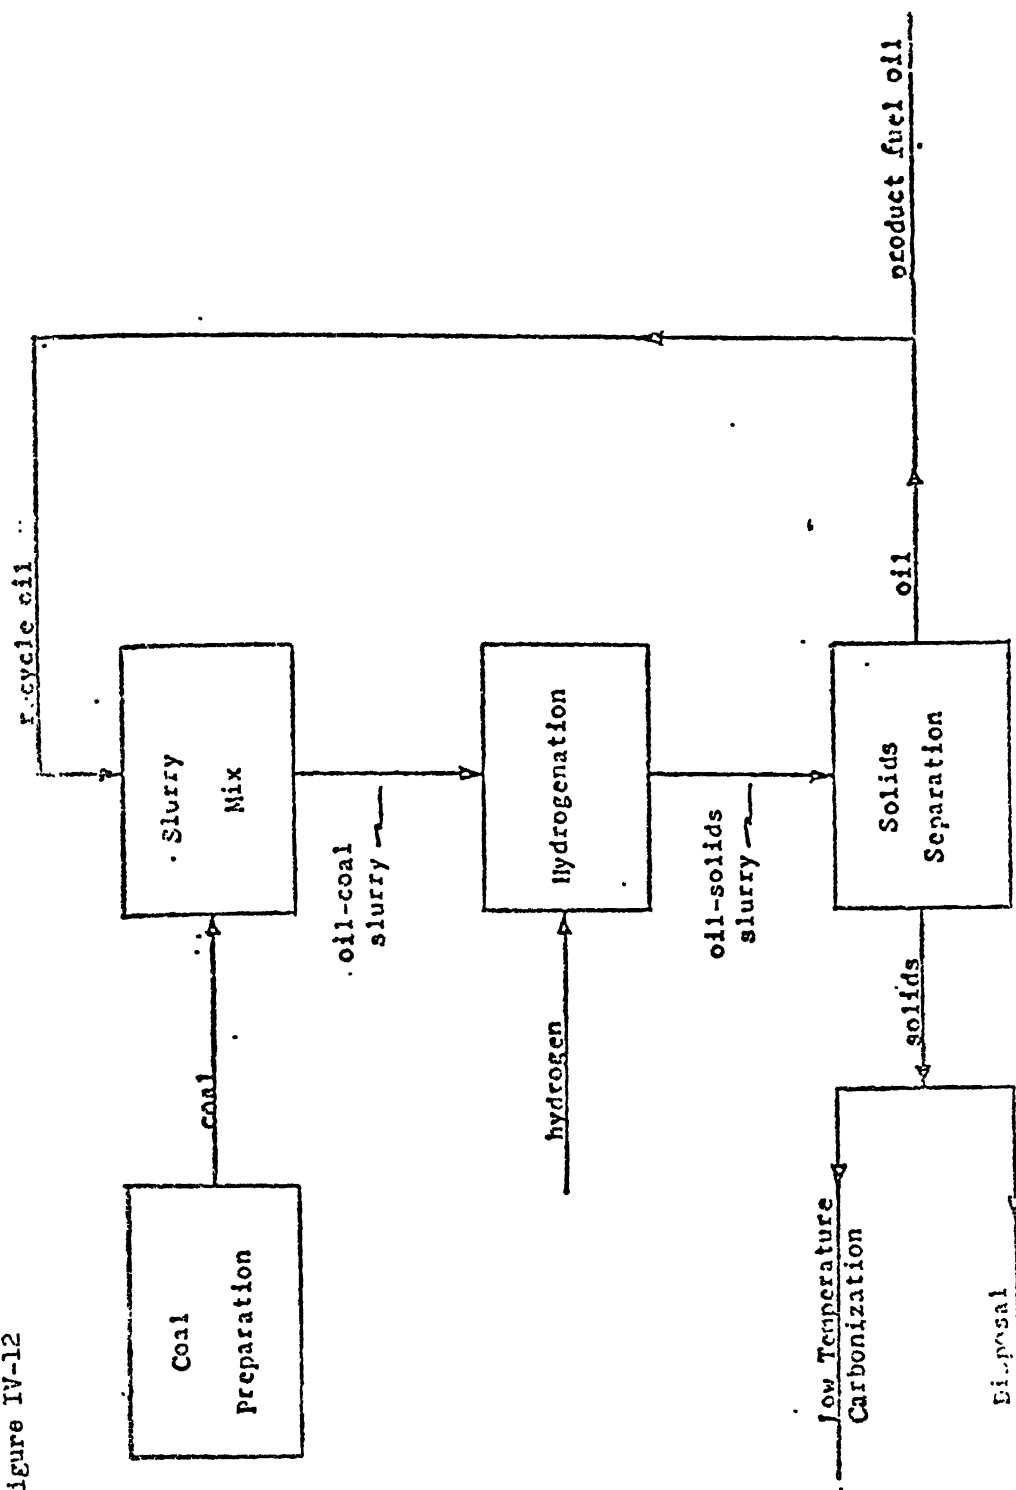 igure IV-12
Coal
preparation
coal
Slurry
Mix
recycle oil
oil-coal
slurry
hydrogen
Hydrogenation
oil-solids
slurry
Solids
Separation
oil
product fuel oil
solids
Low Temperature
Carbonization
Disposal